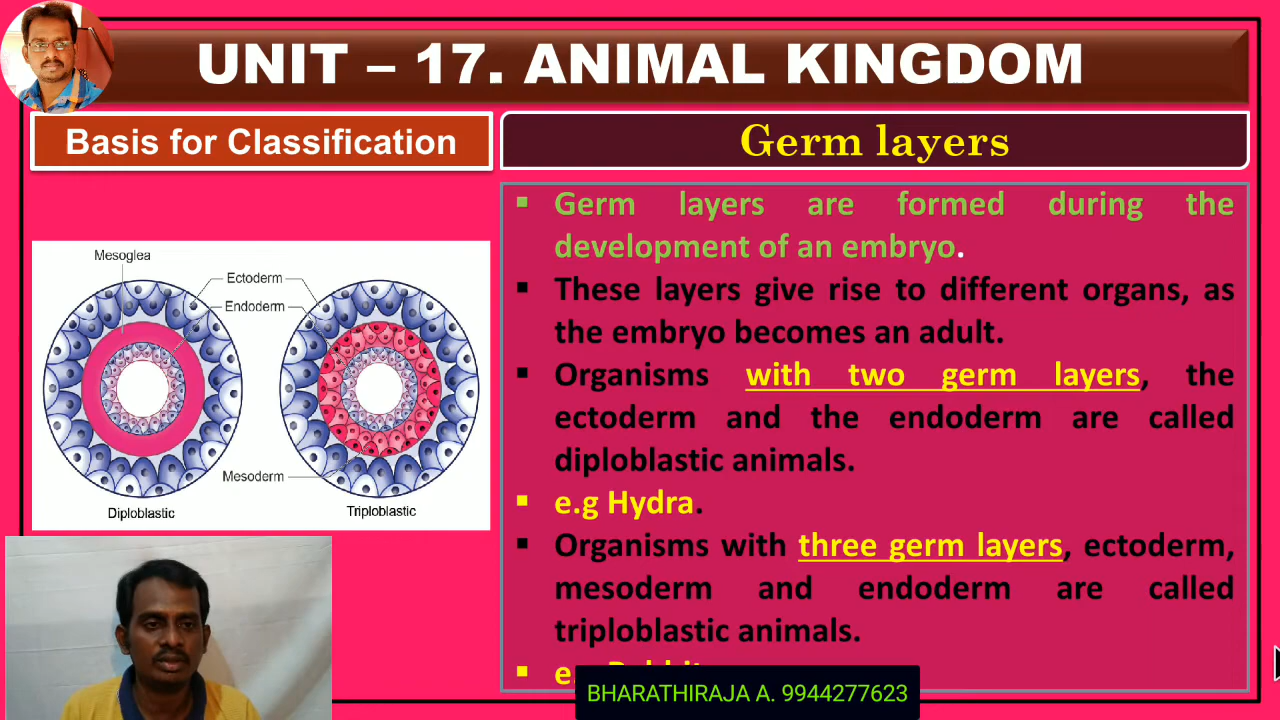 UNIT – 17. ANIMAL KINGDOM
Basis for Classification
Germ layers
Mesoglea
Ectoderm
Endoderm
Mesoderm
Diploblastic
Triploblastic
▪ Germ layers are formed during the
development of an embryo.
▪ These layers give rise to different organs, as
the embryo becomes an adult.
▪ Organisms with two germ layers, the
ectoderm and the endoderm are called
diploblastic animals.
▪ e.g Hydra.
▪ Organisms with three germ layers, ectoderm,
mesoderm and endoderm are called
triploblastic animals.
BHARATHIRAJA A. 9944277623